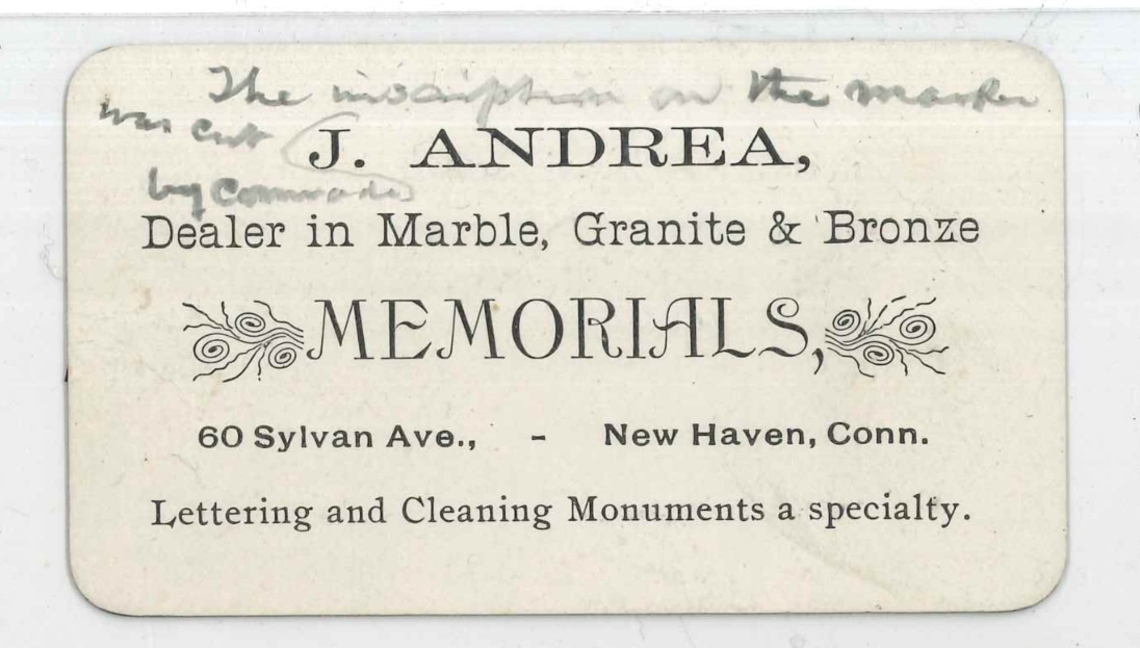 The inscription on the marker
was cut
J. ANDREA,
by Comrade
Dealer in Marble, Granite & Bronze
MEMORIALS,
60 Sylvan Ave., - New Haven, Conn.
Lettering and Cleaning Monuments a specialty.